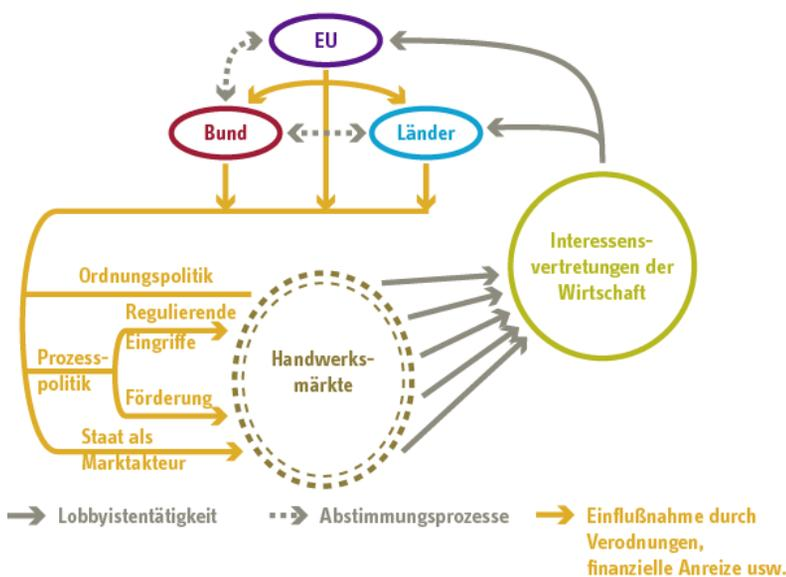 EU
Bund
Länder
Interessens-
vertretungen der
Wirtschaft
Ordnungspolitik
Regulierende
Eingriffe
Prozess-
politik
Förderung
Staat als
Marktakteur
Handwerks-
märkte
Lobbyistentätigkeit
Abstimmungsprozesse
Einflußnahme durch
Verodnungen,
finanzielle Anreize usw.